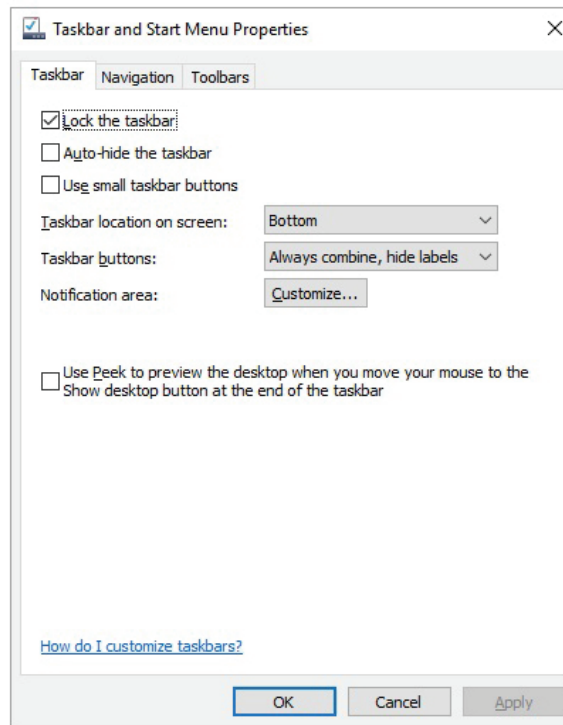 Taskbar and Start Menu Properties
Taskbar Navigation Toolbars
Lock the taskbar
Auto-hide the taskbar
Use small taskbar buttons
Taskbar location on screen: Bottom
Taskbar buttons: Always combine, hide labels
Notification area: Customize...
Use Peek to preview the desktop when you move your mouse to the
Show desktop button at the end of the taskbar
How do I customize taskbars?
OK Cancel Apply